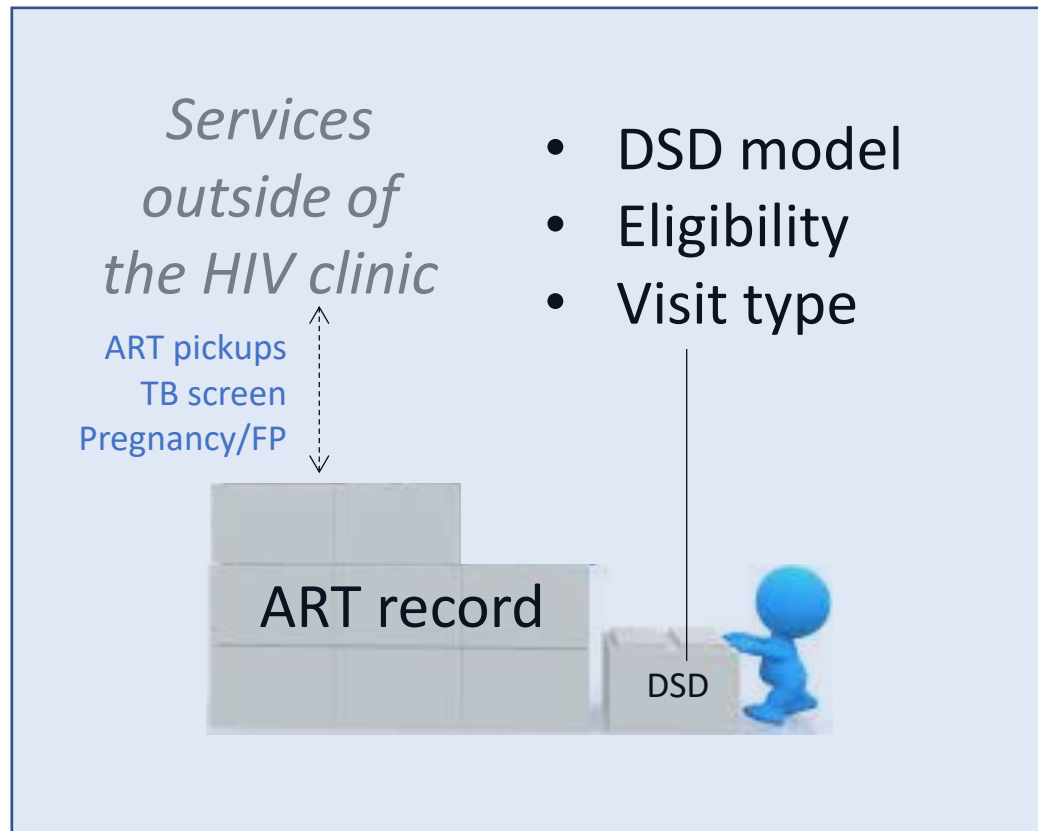 Services
outside of
the HIV clinic
ART pickups
TB screen
Pregnancy/FP
• DSD model
• Eligibility
• Visit type
ART record
DSD